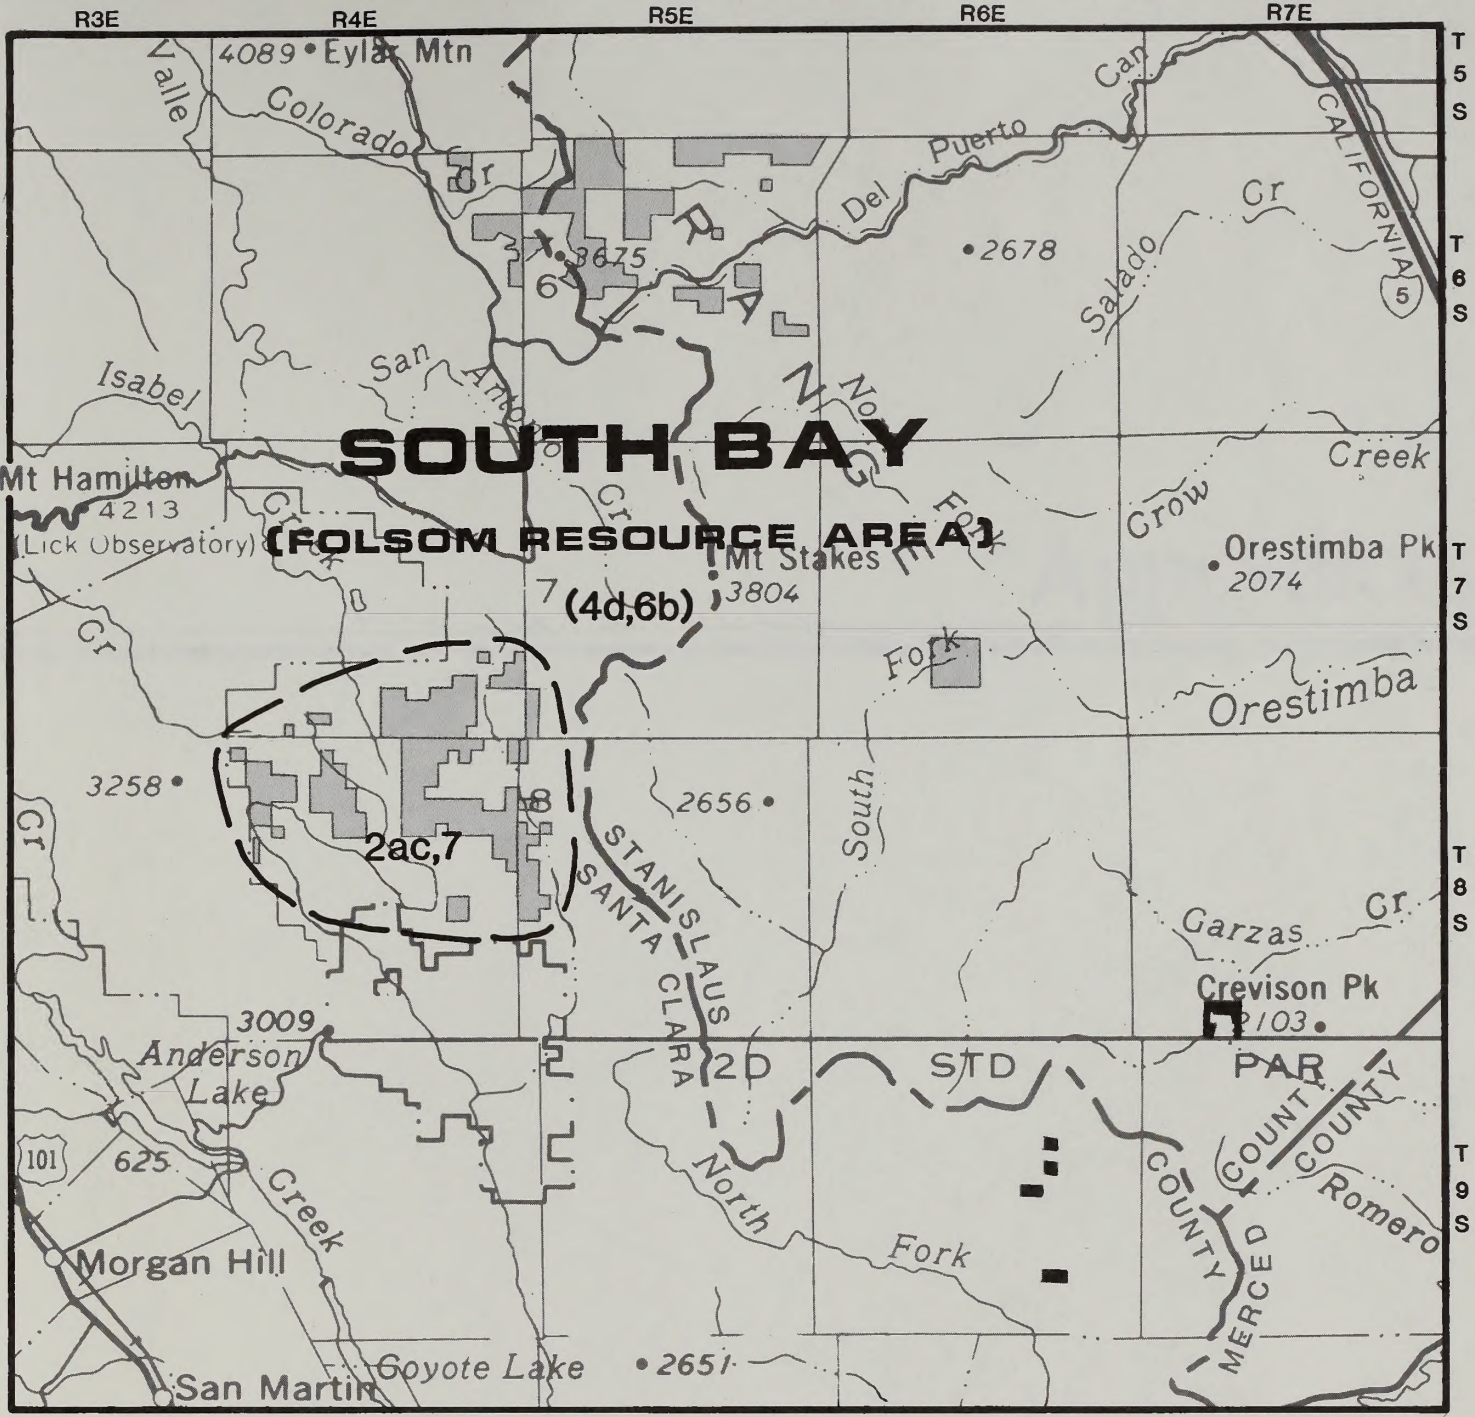 R3E R4E R5E R6E R7E
T 5 S
4089 Eylar Mtn
Valle
Colorado Cr
Can
Puerto
Del
CALIFORNIA
5
Cr
Salado
2678
3675
6
T 6 S
RANGE
Isabel
San Antonio
North
SOUTH BAY
Creek
Mt Hamilton
4213
(Lick Observatory)
Creek
Cr
Fork
Crow
(FOLSOM RESOURCE AREA)
Mt Stakes
3804
Orestimba Pk
2074
T 7 S
7
(4d,6b)
Cr
Fork
Orestimba
3258
8
2656
South
Cr
2ac,7
STANISLAUS
SANTA CLARA
T 8 S
Garzas Cr
Crevison Pk
2103
3009
Anderson
Lake
2D STD PAR
COUNTY
COUNTY
101
625
Creek
North
COUNTY
Romero
T 9 S
Morgan Hill
Fork
MERCED
Coyote Lake
2651
San Martin